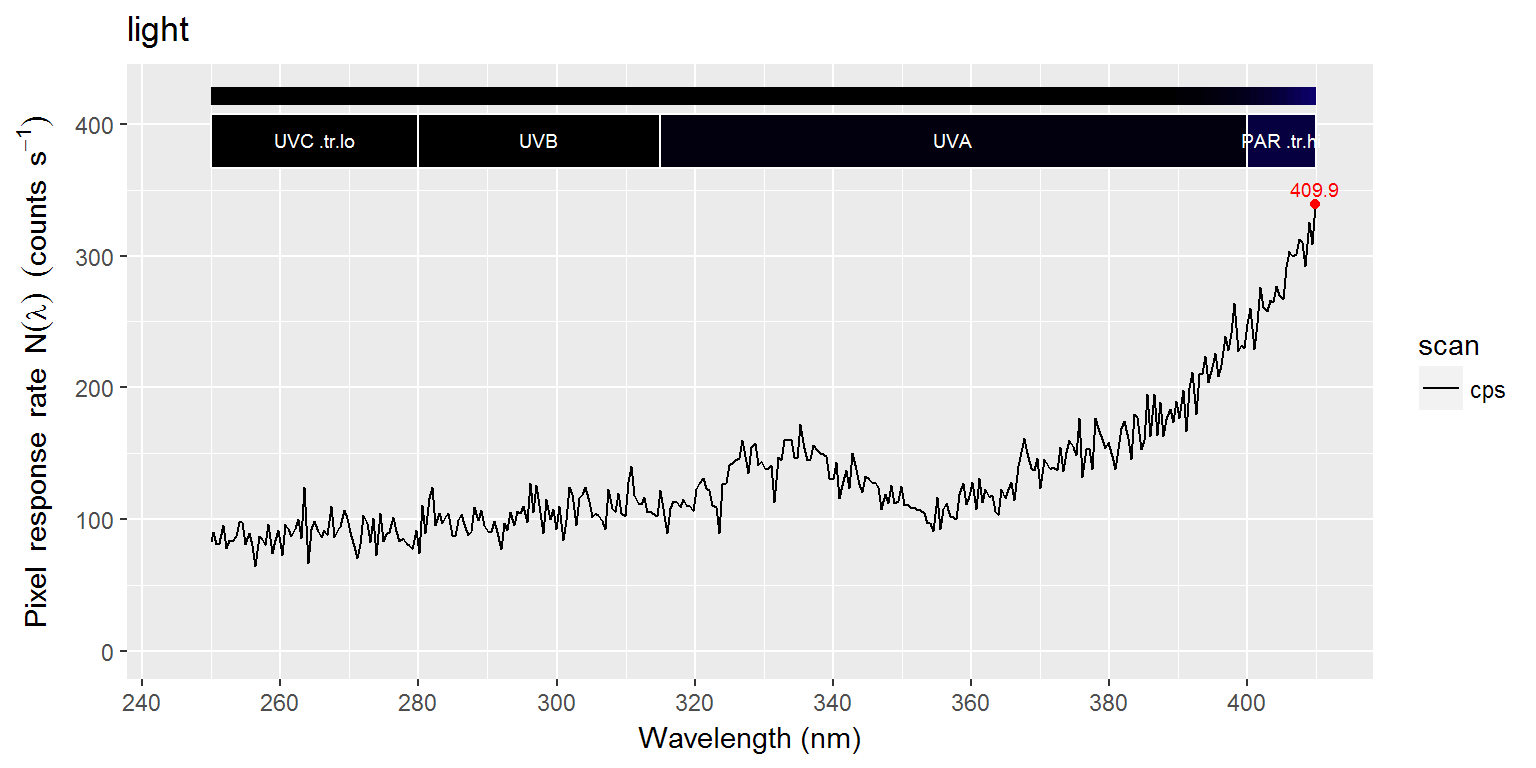 light
Pixel response rate N(λ) (counts s⁻¹)
400
300
200
100
0
UVC .tr.lo
UVB
UVA
PAR .tr.hi
409.9
240
260
280
300
320
340
360
380
400
Wavelength (nm)
scan
cps